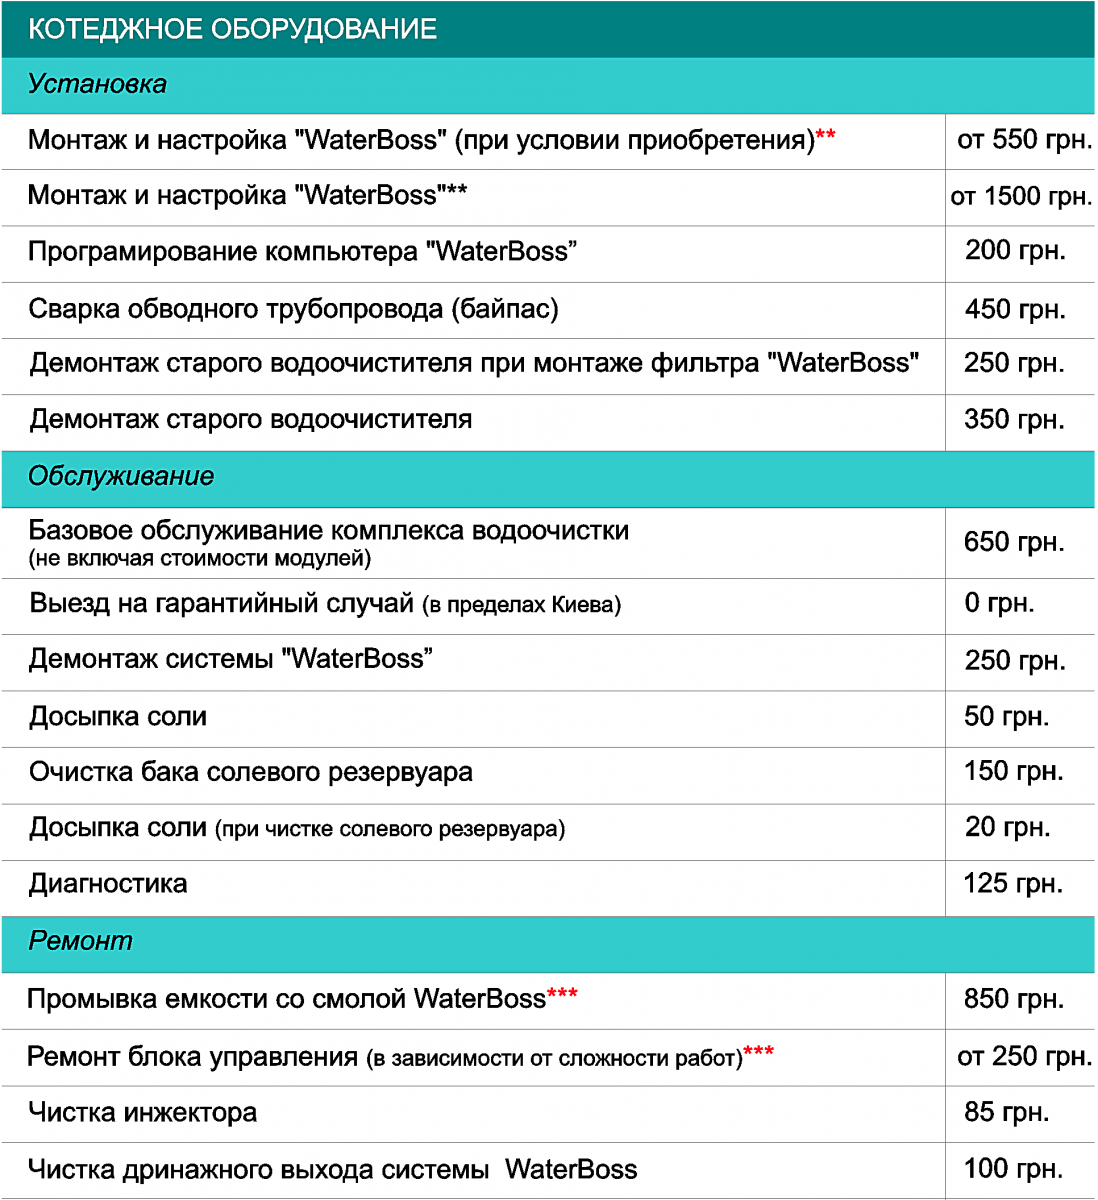 КОТЕДЖНОЕ ОБОРУДОВАНИЕ
Установка
Монтаж и настройка "WaterBoss" (при условии приобретения)** от 550 грн.
Монтаж и настройка "WaterBoss"** от 1500 грн.
Програмирование компьютера "WaterBoss” 200 грн.
Сварка обводного трубопровода (байпас) 450 грн.
Демонтаж старого водоочистителя при монтаже фильтра "WaterBoss" 250 грн.
Демонтаж старого водоочистителя 350 грн.
Обслуживание
Базовое обслуживание комплекса водоочистки
(не включая стоимости модулей) 650 грн.
Выезд на гарантийный случай (в пределах Киева) 0 грн.
Демонтаж системы "WaterBoss” 250 грн.
Досыпка соли 50 грн.
Очистка бака солевого резервуара 150 грн.
Досыпка соли (при чистке солевого резервуара) 20 грн.
Диагностика 125 грн.
Ремонт
Промывка емкости со смолой WaterBoss*** 850 грн.
Ремонт блока управления (в зависимости от сложности работ)*** от 250 грн.
Чистка инжектора 85 грн.
Чистка дринажного выхода системы WaterBoss 100 грн.